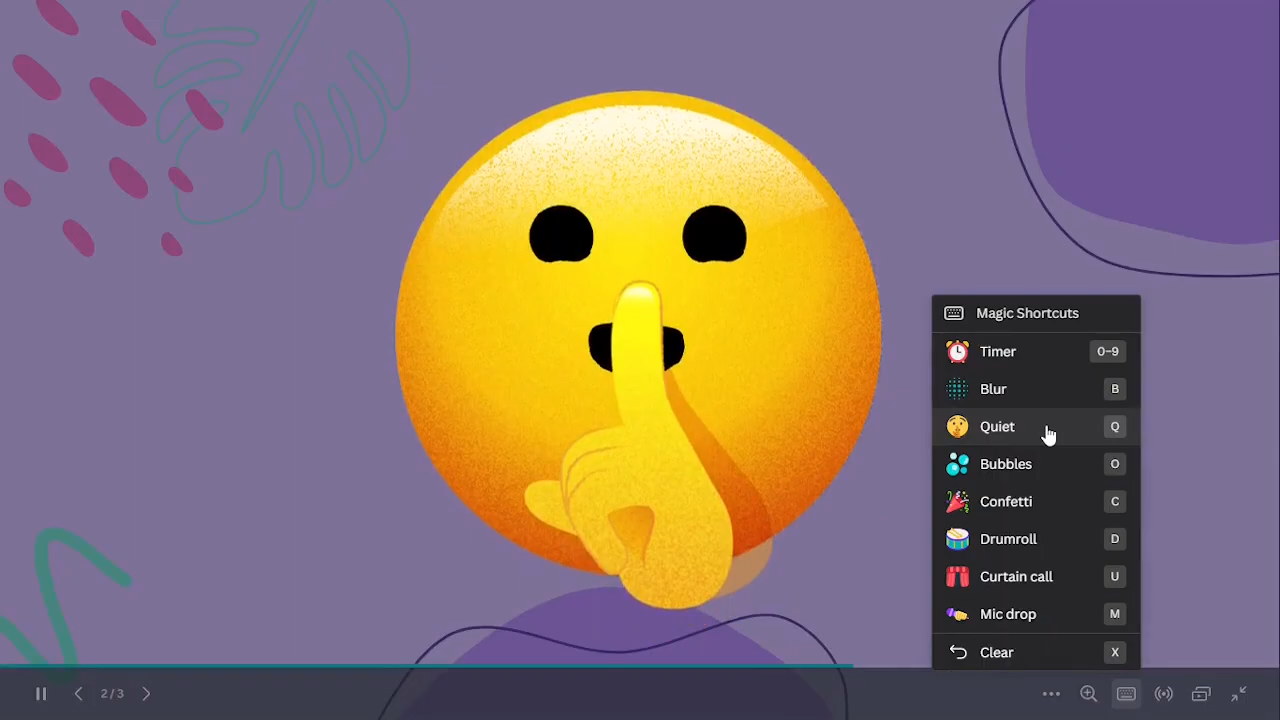 Magic Shortcuts
Timer 0-9
Blur B
Quiet Q
Bubbles O
Confetti C
Drumroll D
Curtain call U
Mic drop M
Clear X
2/3